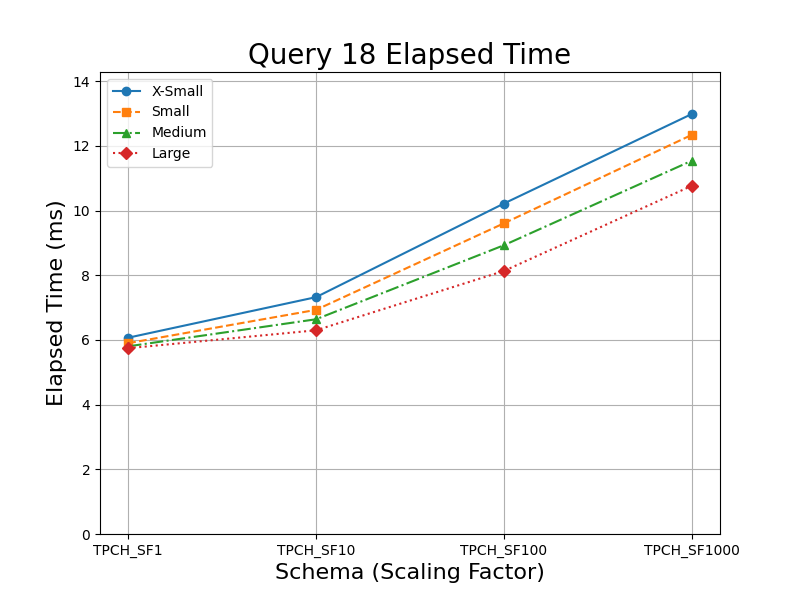 Query 18 Elapsed Time
14
12
10
8
6
4
2
0
Elapsed Time (ms)
X-Small
Small
Medium
Large
TPCH_SF1
TPCH_SF10
TPCH_SF100
TPCH_SF1000
Schema (Scaling Factor)